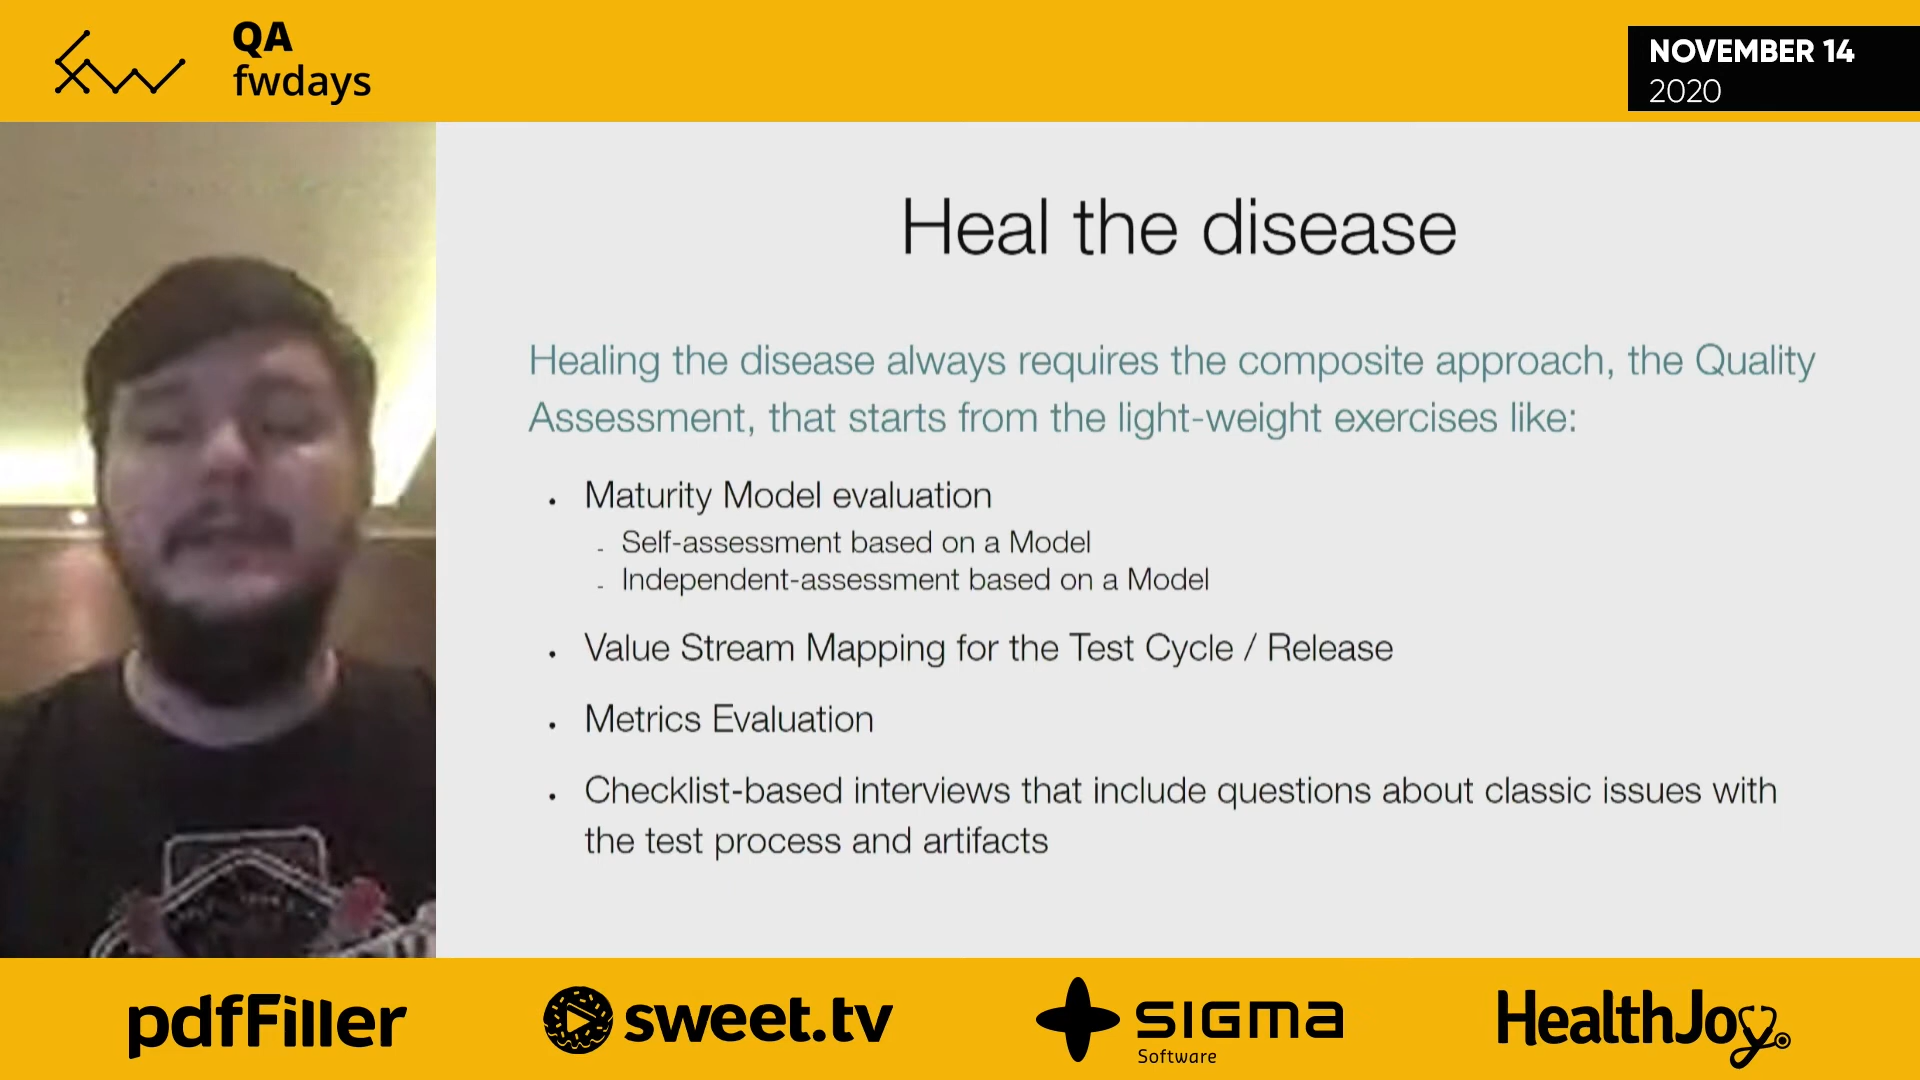 QA
fwdays
NOVEMBER 14
2020
Heal the disease
Healing the disease always requires the composite approach, the Quality
Assessment, that starts from the light-weight exercises like:
• Maturity Model evaluation
- Self-assessment based on a Model
- Independent-assessment based on a Model
• Value Stream Mapping for the Test Cycle / Release
• Metrics Evaluation
• Checklist-based interviews that include questions about classic issues with
the test process and artifacts
pdfFiller
sweet.tv
SIGMA
Software
HealthJoy